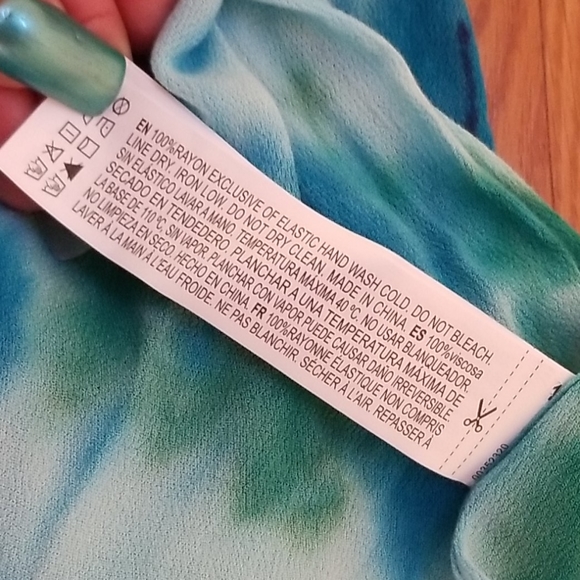 EN 100%RAYON EXCLUSIVE OF ELASTIC HAND WASH COLD. DO NOT BLEACH.
LINE DRY. IRON LOW. DO NOT DRY CLEAN. MADE IN CHINA. ES 100%viscosa
SIN ELASTICO LAVAR A MANO. TEMPERATURA MÁXIMA 40 ºC, NO USAR BLANQUEADOR.
SECADO EN TENDEDERO. PLANCHAR A UNA TEMPERATURA MÁXIMA DE
LA BASE DE 110 ºC, SIN VAPOR. PLANCHAR CON VAPOR PUEDE CAUSAR DAÑO IRREVERSIBLE.
NO LIMPIEZA EN SECO. HECHO EN CHINA. FR 100%RAYONNE ÉLASTIQUE NON COMPRIS
LAVER À LA MAIN À L'EAU FROIDE. NE PAS BLANCHIR. SÉCHER À L'AIR. REPASSER À